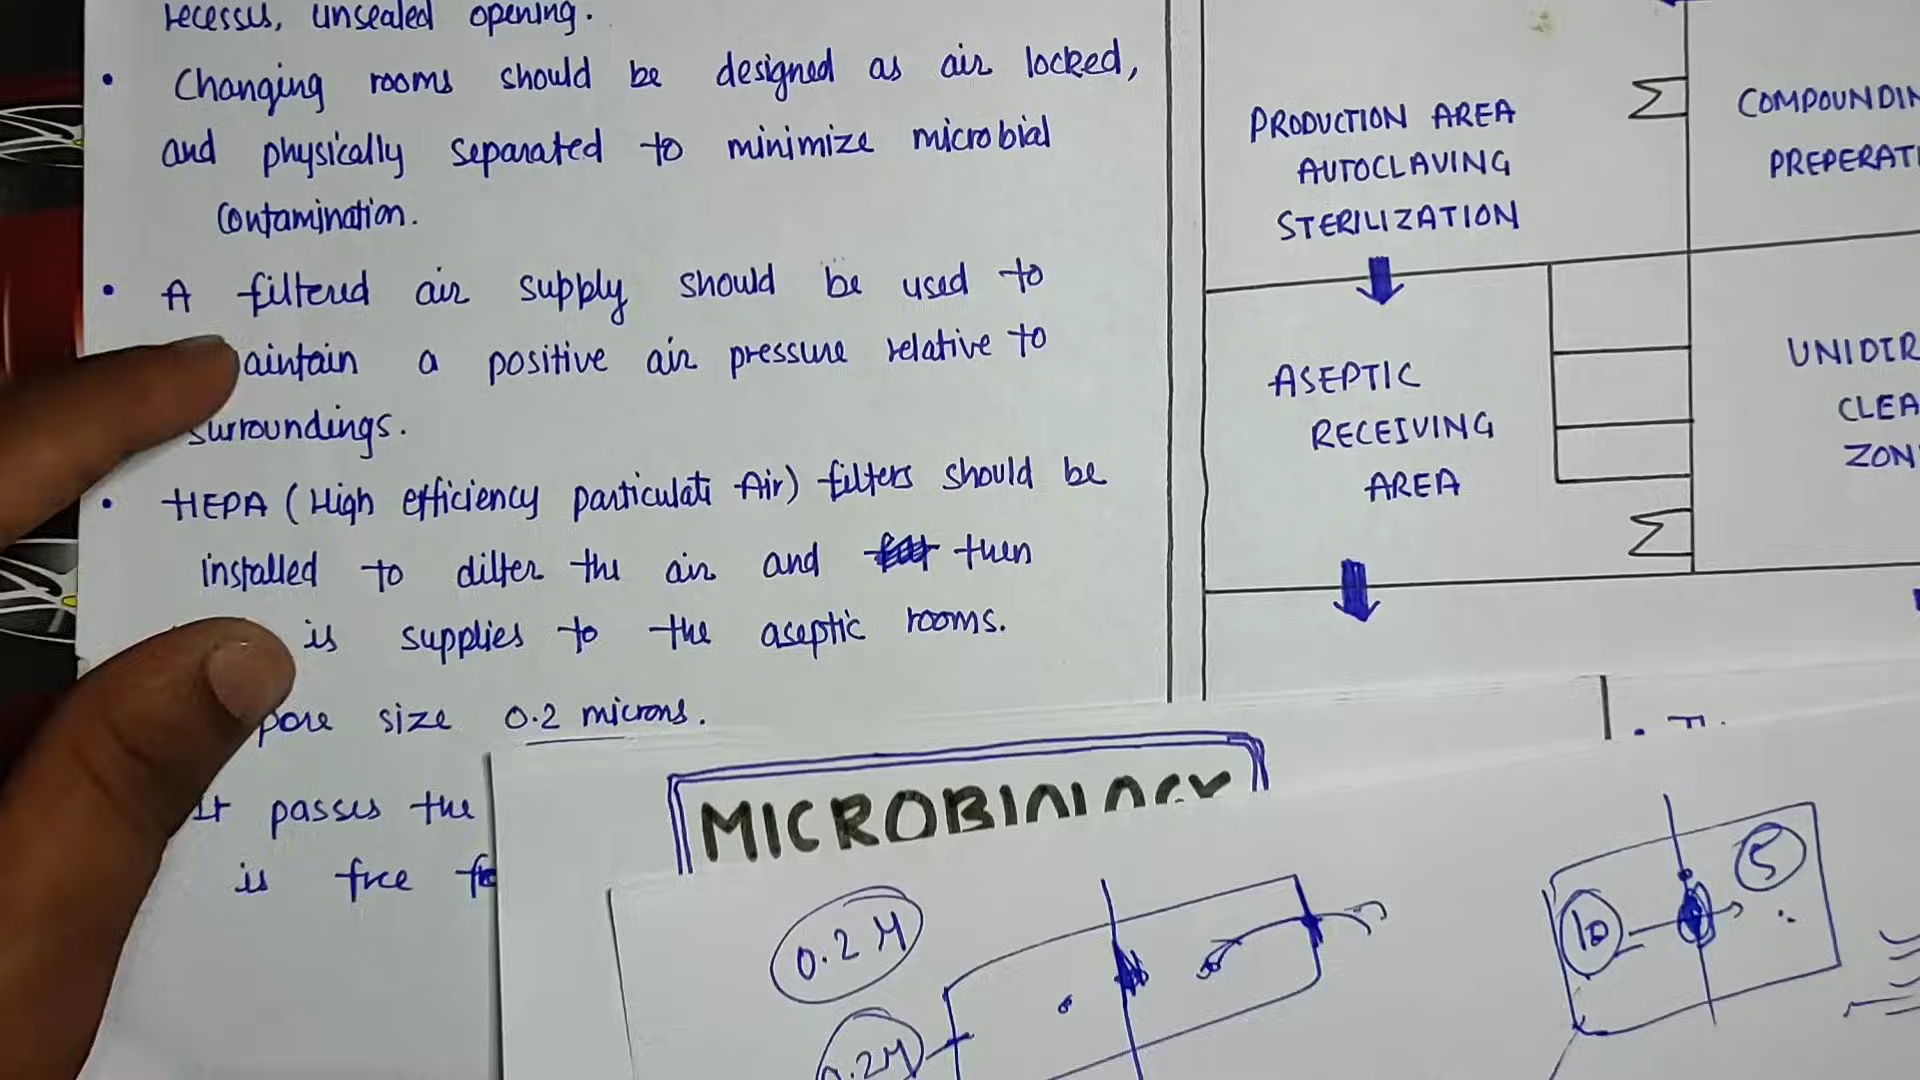 recesses, unsealed opening.
• Changing rooms should be designed as air locked,
and physically separated to minimize microbial
contamination.
• A filtered air supply should be used to
aintain a positive air pressure relative to
surroundings.
• HEPA (High efficiency particulati Air) filters should be
installed to dilter the air and then
is supplies to the aseptic rooms.
pore size 0.2 microns.
It passes the
is free
PRODUCTION AREA
AUTOCLAVING
STERILIZATION
COMPOUNDIN
PREPERATI
ASEPTIC
RECEIVING
AREA
UNIDIR
CLEA
ZON
MICROBIOLOGY
0.2 μ
0.2μ
10
5